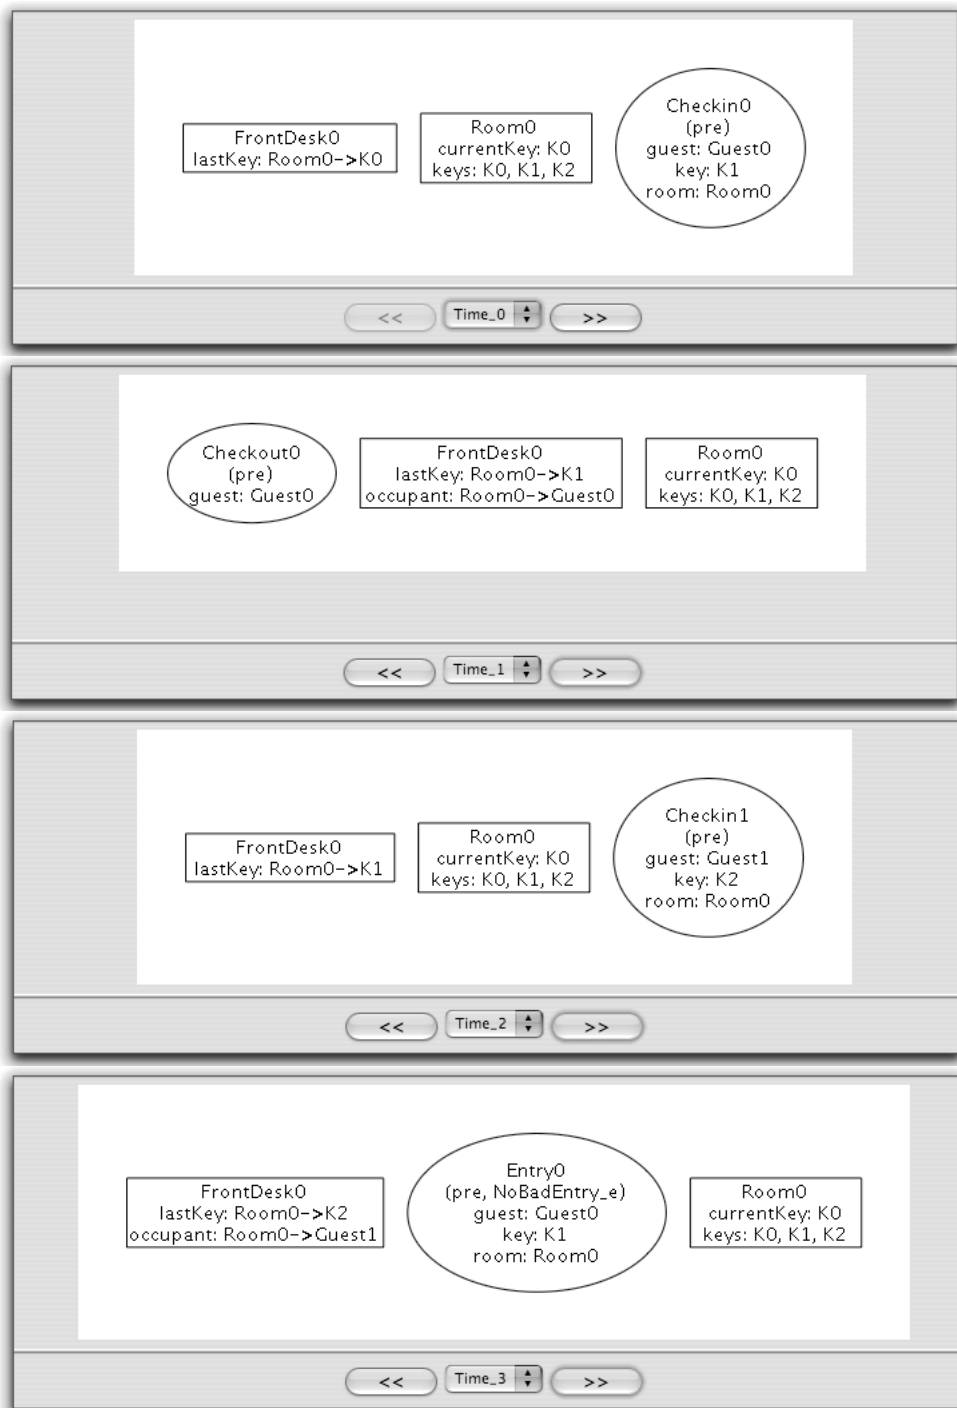 FrontDesk0
lastKey: Room0->K0
Room0
currentKey: K0
keys: K0, K1, K2
Checkin0
(pre)
guest: Guest0
key: K1
room: Room0
<<
Time_0
>>
Checkout0
(pre)
guest: Guest0
FrontDesk0
lastKey: Room0->K1
occupant: Room0->Guest0
Room0
currentKey: K0
keys: K0, K1, K2
<<
Time_1
>>
FrontDesk0
lastKey: Room0->K1
Room0
currentKey: K0
keys: K0, K1, K2
Checkin1
(pre)
guest: Guest1
key: K2
room: Room0
<<
Time_2
>>
FrontDesk0
lastKey: Room0->K2
occupant: Room0->Guest1
Entry0
(pre, NoBadEntry_e)
guest: Guest0
key: K1
room: Room0
Room0
currentKey: K0
keys: K0, K1, K2
<<
Time_3
>>